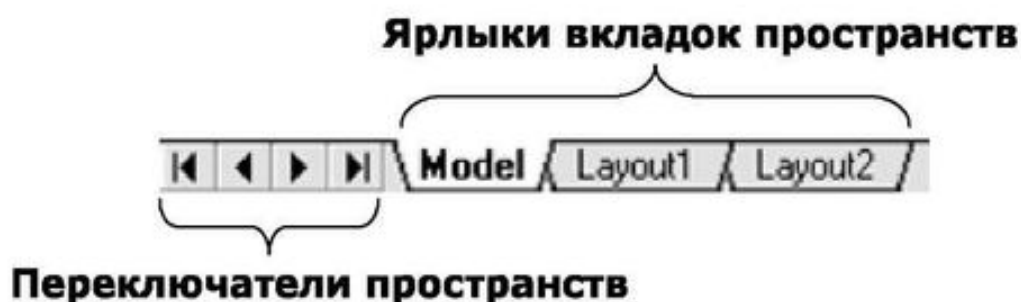 Ярлыки вкладок пространств
Model Layout1 Layout2
Переключатели пространств